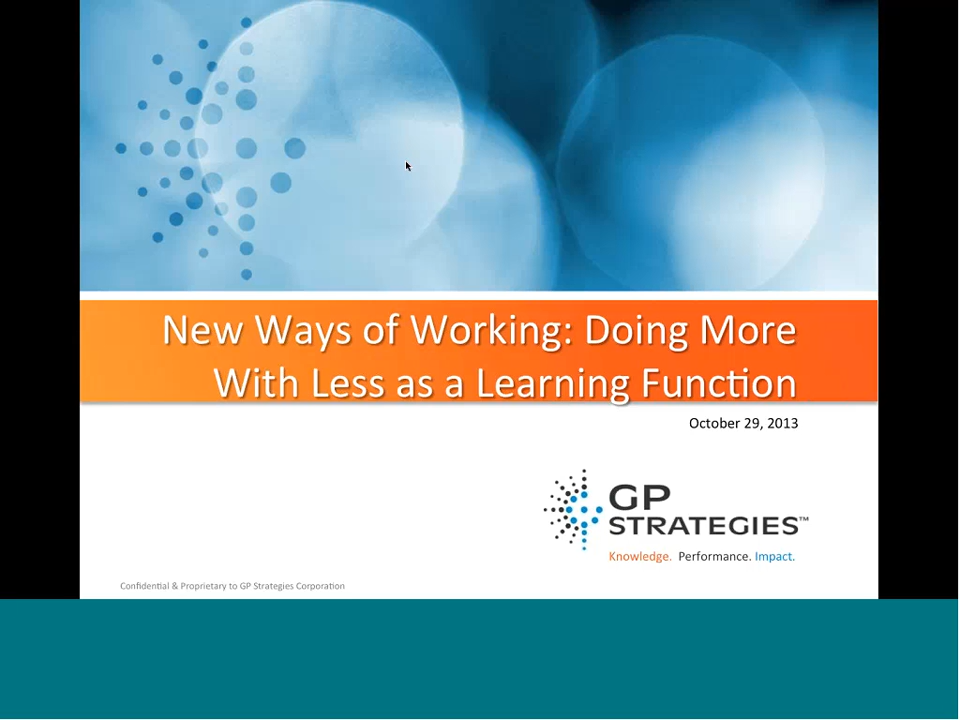 New Ways of Working: Doing More
With Less as a Learning Function
October 29, 2013
GP
STRATEGIES™
Knowledge. Performance. Impact.
Confidential & Proprietary to GP Strategies Corporation